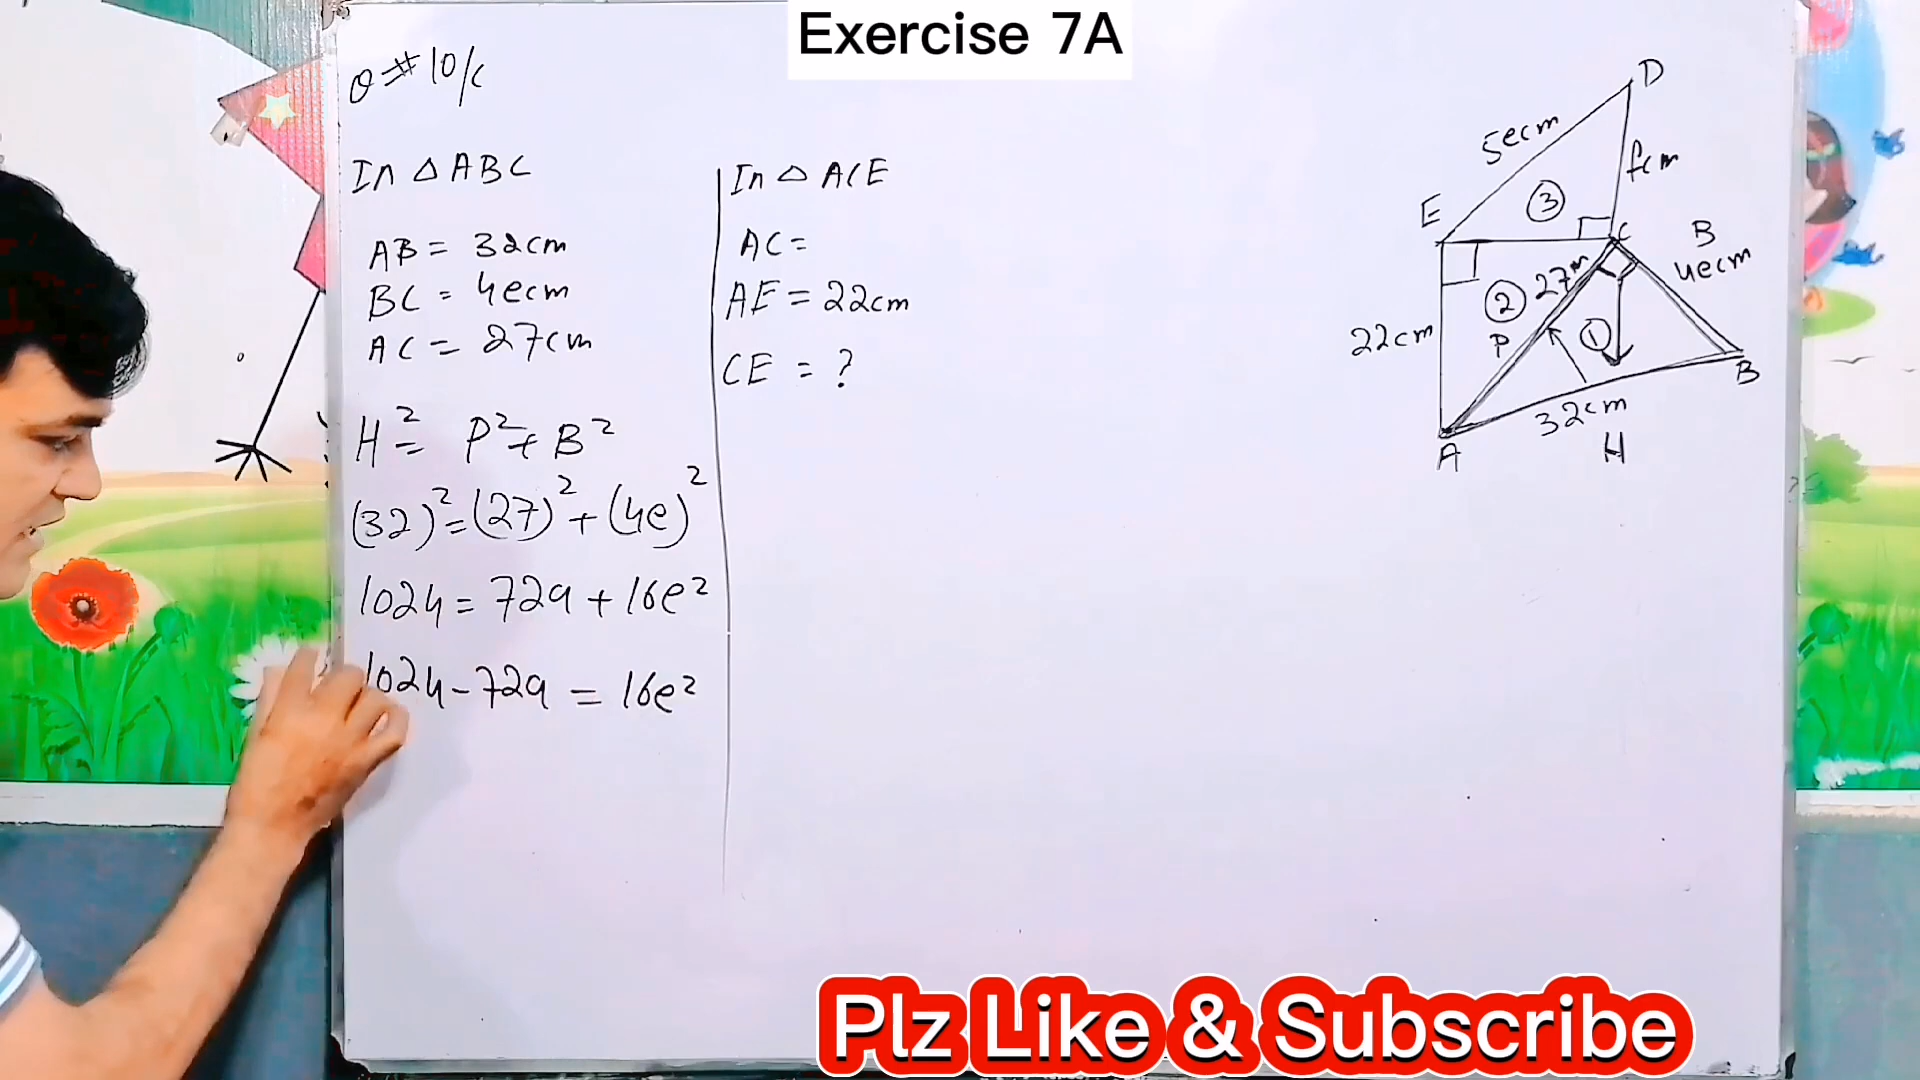 Exercise 7A
Q=# 10/c
In △ ABC
AB = 32cm
BC = 4ecm
AC = 27cm
H² = P² + B²
(32)² = (27)² + (4e)²
1024 = 729 + 16e²
1024 - 729 = 16e²
In △ ACE
AC =
AE = 22cm
CE = ?
D
5ecm
fcm
E
3
C
B
4ecm
27m
2
22cm
P
1
B
32cm
A
H
Plz Like & Subscribe